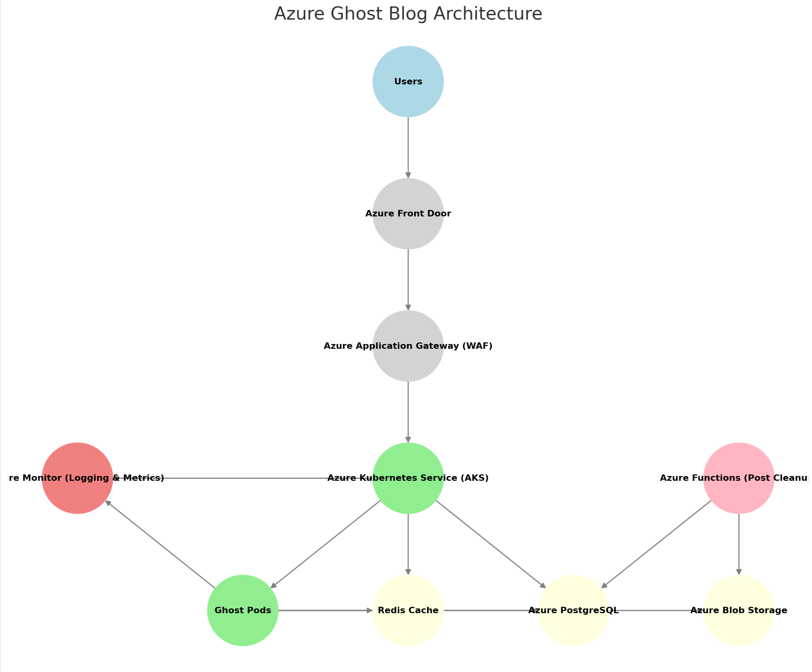 Azure Ghost Blog Architecture
Users
Azure Front Door
Azure Application Gateway (WAF)
re Monitor (Logging & Metrics)
Azure Kubernetes Service (AKS)
Azure Functions (Post Cleanu
Ghost Pods
Redis Cache
Azure PostgreSQL
Azure Blob Storage